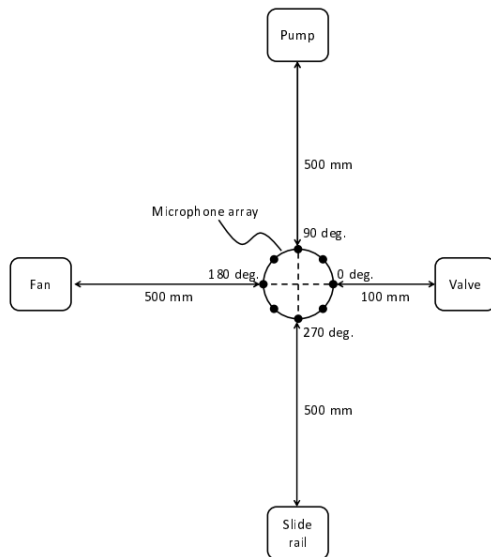 Pump
500 mm
Microphone array
90 deg.
180 deg.
0 deg.
Fan
500 mm
100 mm
Valve
270 deg.
500 mm
Slide
rail